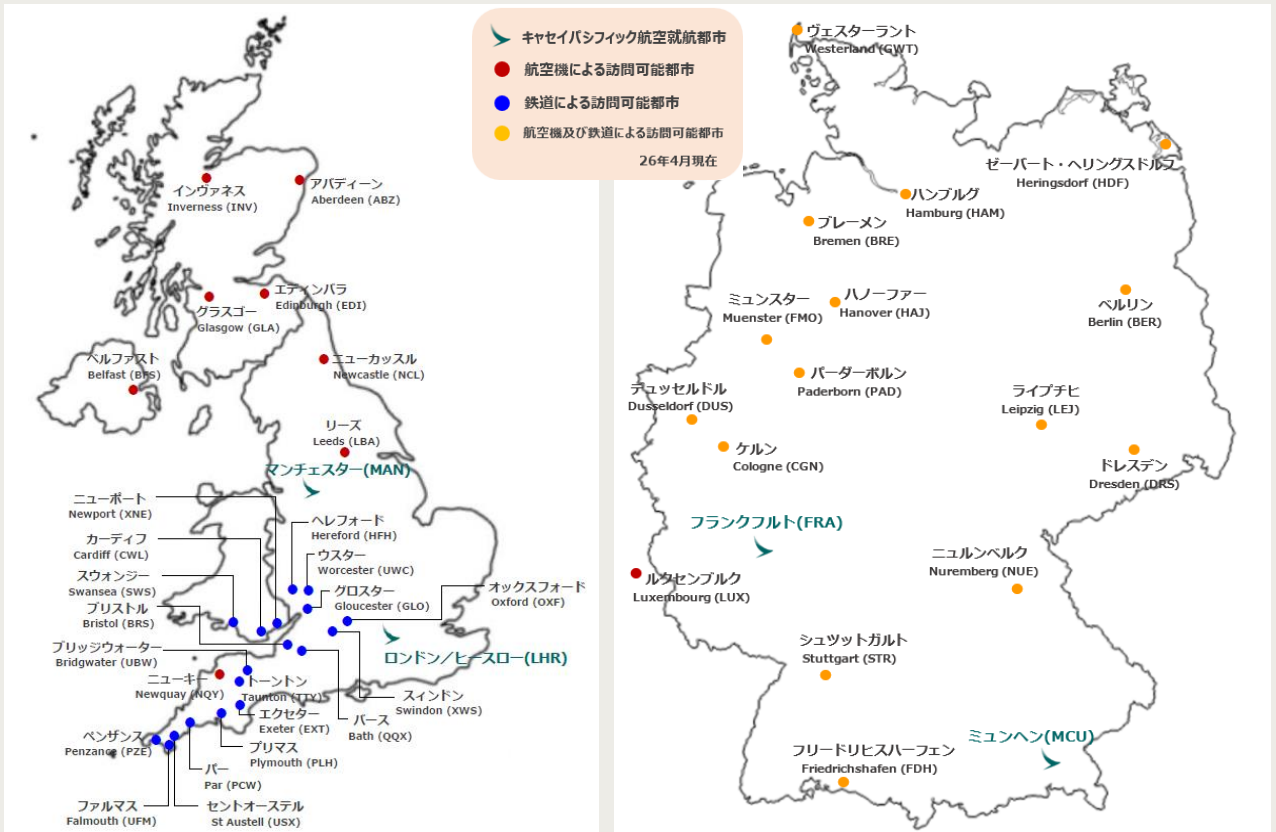 キャセイパシフィック航空就航都市
航空機による訪問可能都市
鉄道による訪問可能都市
航空機及び鉄道による訪問可能都市
26年4月現在
インヴァネス
Inverness (INV)
アバディーン
Aberdeen (ABZ)
エディンバラ
Edinburgh (EDI)
グラスゴー
Glasgow (GLA)
ベルファスト
Belfast (BFS)
ニューカッスル
Newcastle (NCL)
リーズ
Leeds (LBA)
マンチェスター(MAN)
ニューポート
Newport (XNE)
ヘレフォード
Hereford (HFH)
カーディフ
Cardiff (CWL)
ウスター
Worcester (UWC)
スウォンジー
Swansea (SWS)
グロスター
Gloucester (GLO)
オックスフォード
Oxford (OXF)
ブリストル
Bristol (BRS)
ブリッジウォーター
Bridgwater (UBW)
ロンドン／ヒースロー(LHR)
ニューキー
Newquay (NQY)
トーントン
Taunton (TTY)
スィンドン
Swindon (XWS)
エクセター
Exeter (EXT)
バース
Bath (QQX)
ペンザンス
Penzance (PZE)
プリマス
Plymouth (PLH)
パー
Par (PCW)
ファルマス
Falmouth (UFM)
セントオーステル
St Austell (USX)
ヴェスターラント
Westerland (GWT)
ゼーバート・ヘリングスドルフ
Heringsdorf (HDF)
ハンブルグ
Hamburg (HAM)
ブレーメン
Bremen (BRE)
ミュンスター
Muenster (FMO)
ハノーファー
Hanover (HAJ)
ベルリン
Berlin (BER)
パーダーボルン
Paderborn (PAD)
デュッセルドルフ
Dusseldorf (DUS)
ライプチヒ
Leipzig (LEJ)
ケルン
Cologne (CGN)
ドレスデン
Dresden (DRS)
フランクフルト(FRA)
ニュルンベルク
Nuremberg (NUE)
ルクセンブルク
Luxembourg (LUX)
シュツットガルト
Stuttgart (STR)
ミュンヘン(MCU)
フリードリヒスハーフェン
Friedrichshafen (FDH)